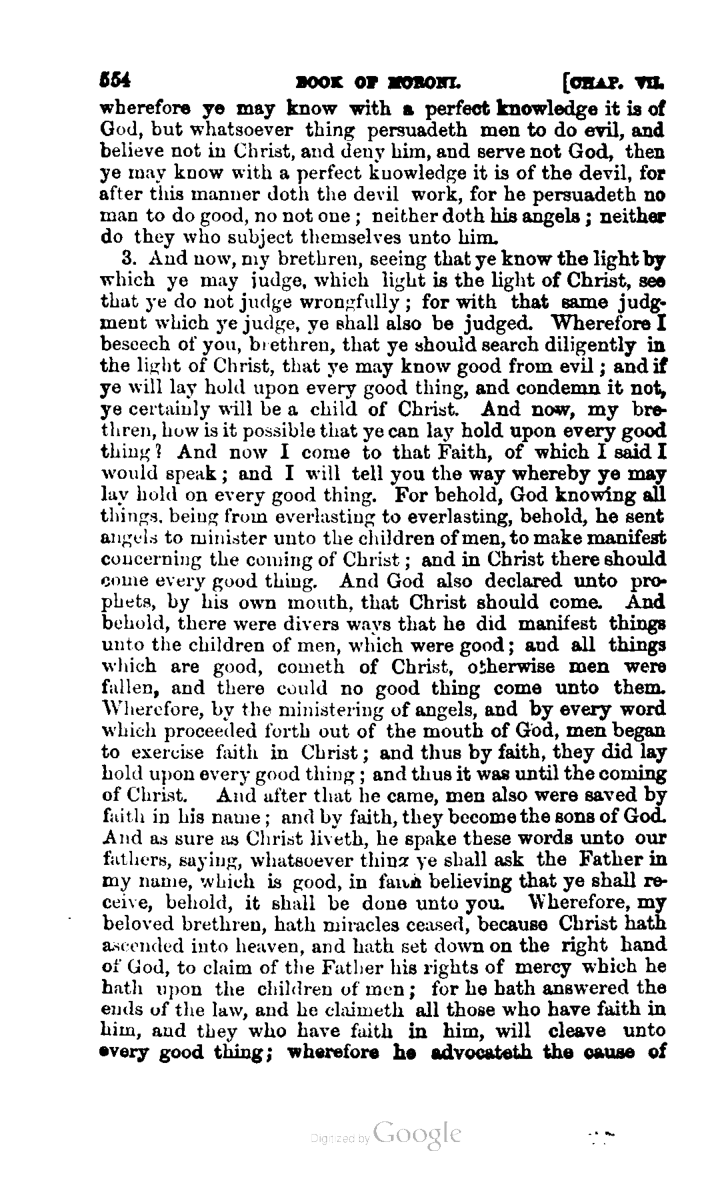 554 BOOK OF MORONI. [CHAP. VII.
wherefore ye may know with a perfect knowledge it is of
God, but whatsoever thing persuadeth men to do evil, and
believe not in Christ, and deny him, and serve not God, then
ye may know with a perfect knowledge it is of the devil, for
after this manner doth the devil work, for he persuadeth no
man to do good, no not one; neither doth his angels; neither
do they who subject themselves unto him.
3. And now, my brethren, seeing that ye know the light by
which ye may judge, which light is the light of Christ, see
that ye do not judge wrongfully; for with that same judg-
ment which ye judge, ye shall also be judged. Wherefore I
beseech of you, brethren, that ye should search diligently in
the light of Christ, that ye may know good from evil; and if
ye will lay hold upon every good thing, and condemn it not,
ye certainly will be a child of Christ. And now, my bre-
thren, how is it possible that ye can lay hold upon every good
thing? And now I come to that Faith, of which I said I
would speak; and I will tell you the way whereby ye may
lay hold on every good thing. For behold, God knowing all
things, being from everlasting to everlasting, behold, he sent
angels to minister unto the children of men, to make manifest
concerning the coming of Christ; and in Christ there should
come every good thing. And God also declared unto pro-
phets, by his own mouth, that Christ should come. And
behold, there were divers ways that he did manifest things
unto the children of men, which were good; and all things
which are good, cometh of Christ, otherwise men were
fallen, and there could no good thing come unto them.
Wherefore, by the ministering of angels, and by every word
which proceeded forth out of the mouth of God, men began
to exercise faith in Christ; and thus by faith, they did lay
hold upon every good thing; and thus it was until the coming
of Christ. And after that he came, men also were saved by
faith in his name; and by faith, they become the sons of God.
And as sure as Christ liveth, he spake these words unto our
fathers, saying, whatsoever thing ye shall ask the Father in
my name, which is good, in faith believing that ye shall re-
ceive, behold, it shall be done unto you. Wherefore, my
beloved brethren, hath miracles ceased, because Christ hath
ascended into heaven, and hath set down on the right hand
of God, to claim of the Father his rights of mercy which he
hath upon the children of men; for he hath answered the
ends of the law, and he claimeth all those who have faith in
him, and they who have faith in him, will cleave unto
every good thing; wherefore he advocateth the cause of
Digitized by Google